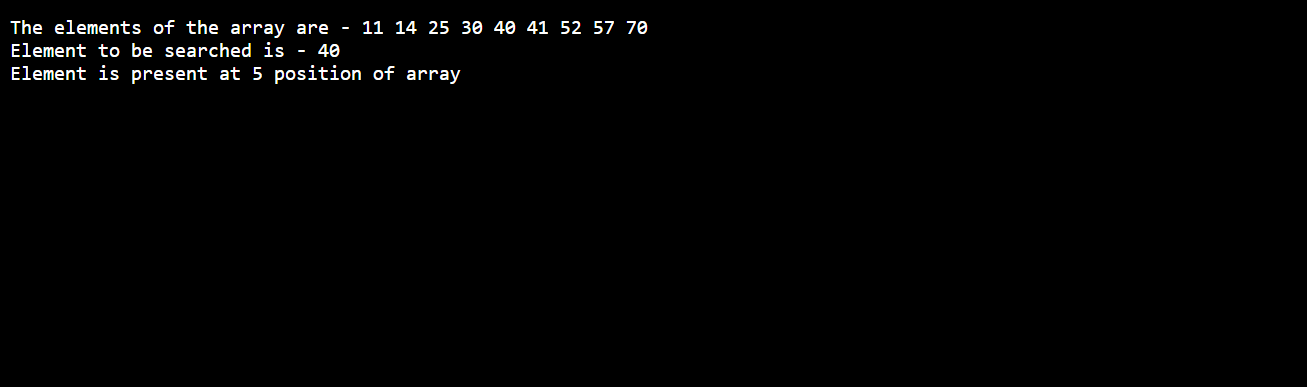 The elements of the array are - 11 14 25 30 40 41 52 57 70
Element to be searched is - 40
Element is present at 5 position of array